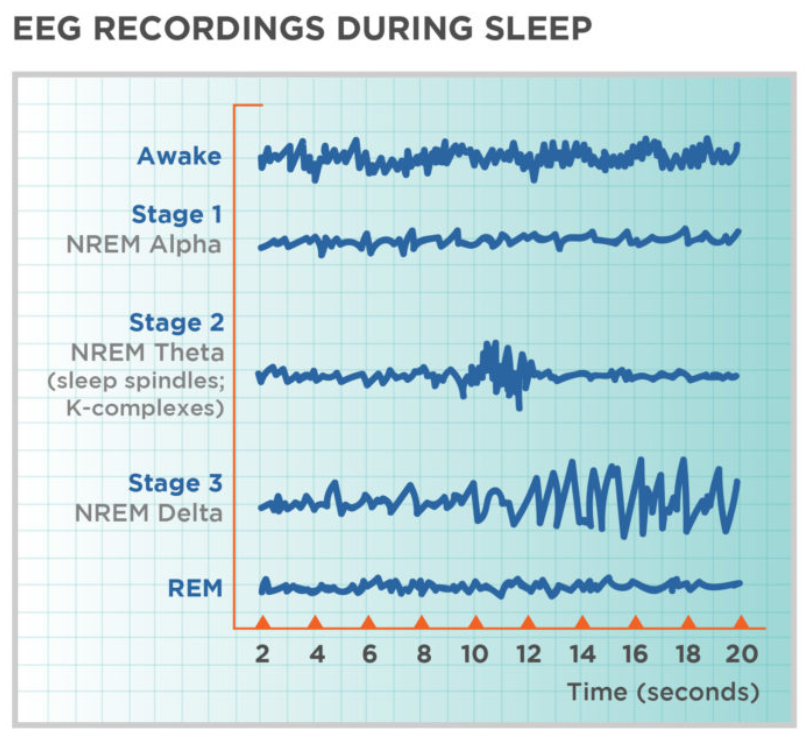 EEG RECORDINGS DURING SLEEP
Awake
Stage 1
NREM Alpha
Stage 2
NREM Theta
(sleep spindles;
K-complexes)
Stage 3
NREM Delta
REM
2 4 6 8 10 12 14 16 18 20
Time (seconds)